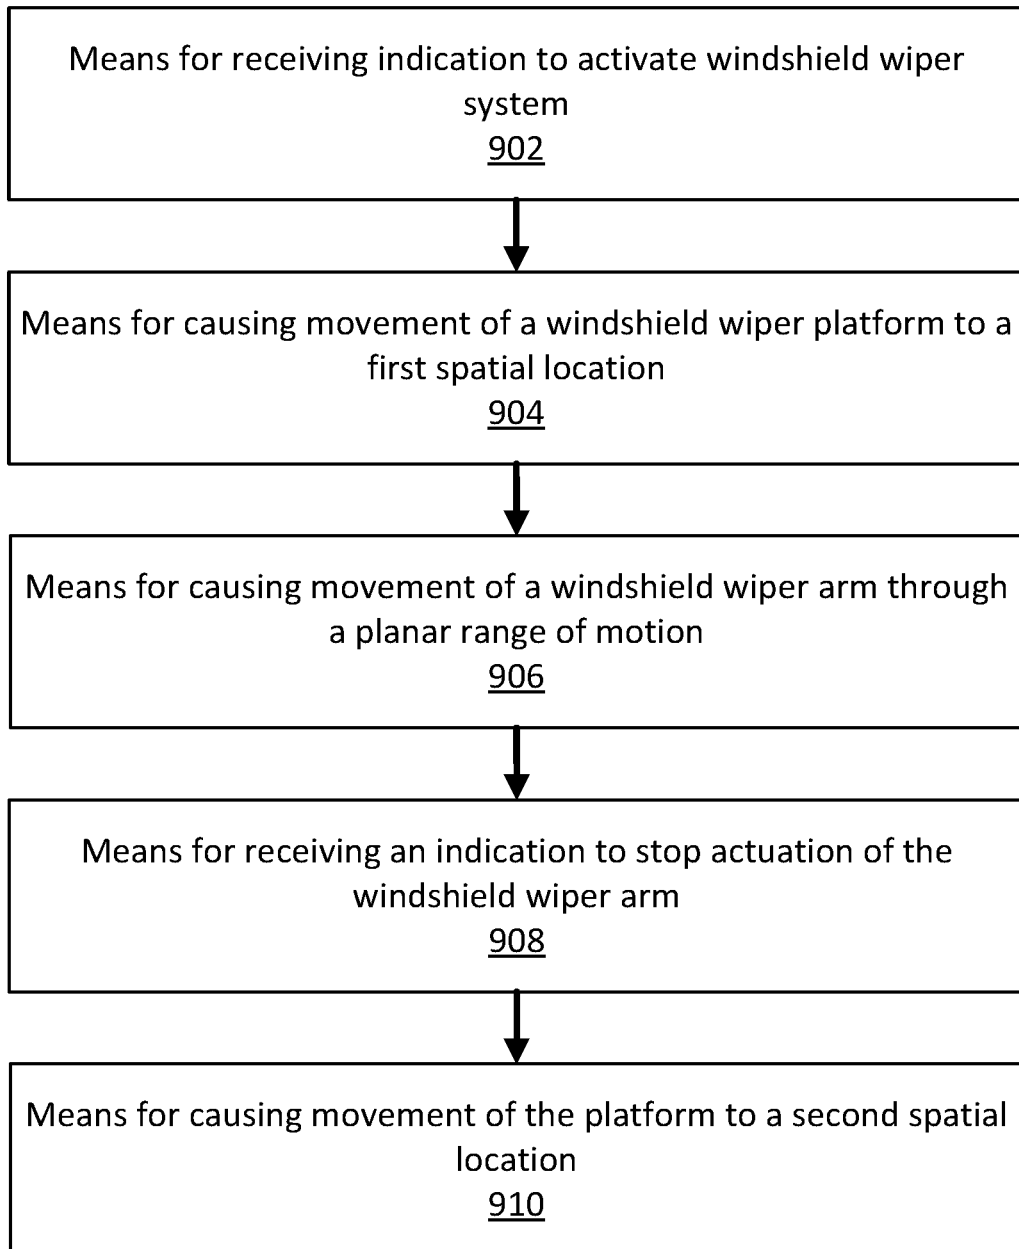 Means for receiving indication to activate windshield wiper
system
902
Means for causing movement of a windshield wiper platform to a
first spatial location
904
Means for causing movement of a windshield wiper arm through
a planar range of motion
906
Means for receiving an indication to stop actuation of the
windshield wiper arm
908
Means for causing movement of the platform to a second spatial
location
910